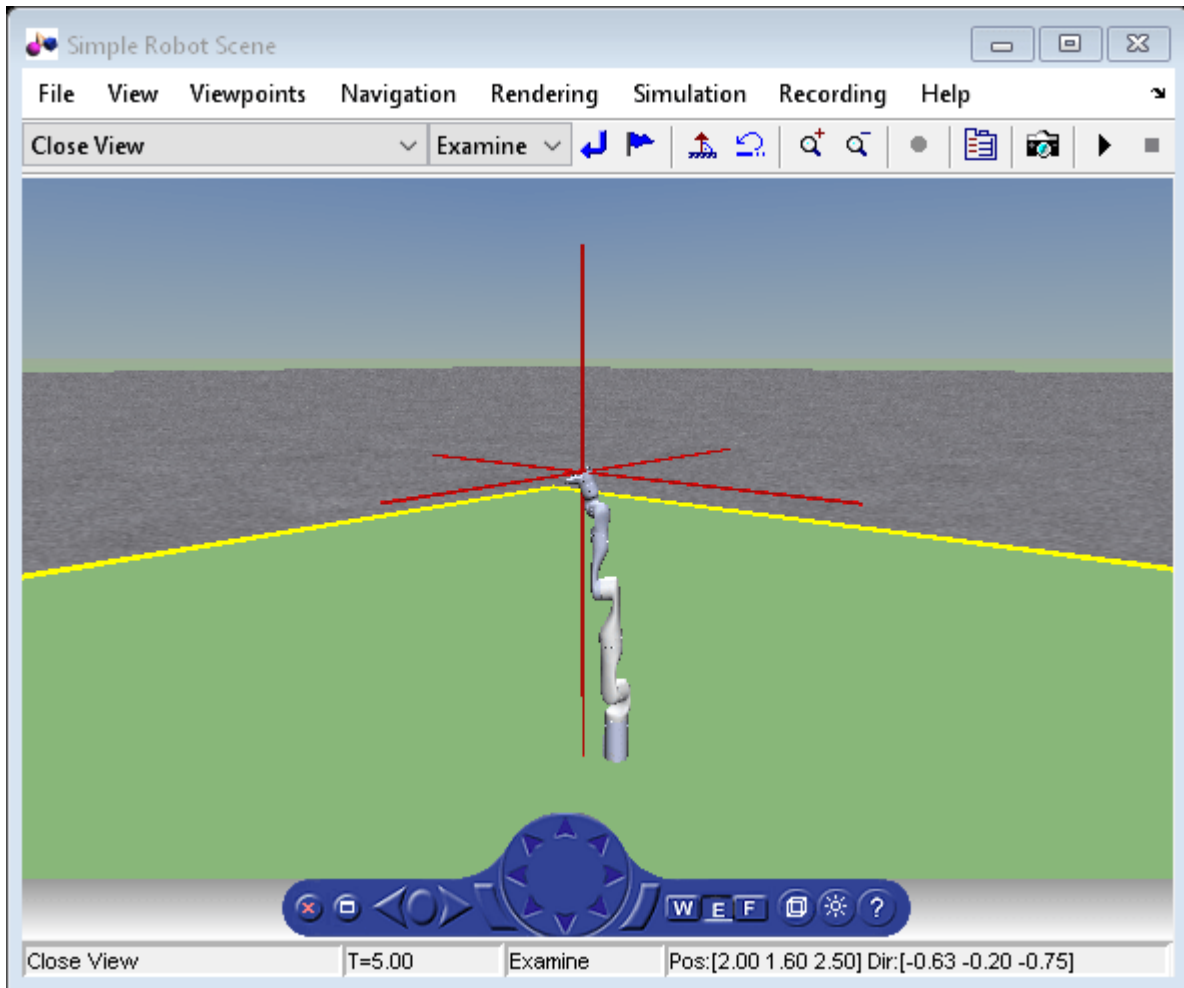 Simple Robot Scene
File View Viewpoints Navigation Rendering Simulation Recording Help
Close View Examine
W E F ?
Close View T=5.00 Examine Pos:[2.00 1.60 2.50] Dir:[-0.63 -0.20 -0.75]